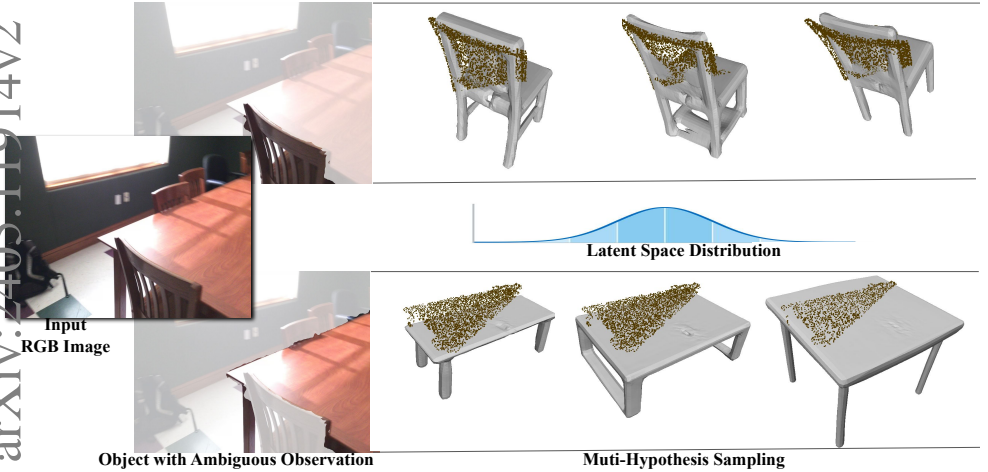 Latent Space Distribution
Input
RGB Image
Object with Ambiguous Observation
Muti-Hypothesis Sampling